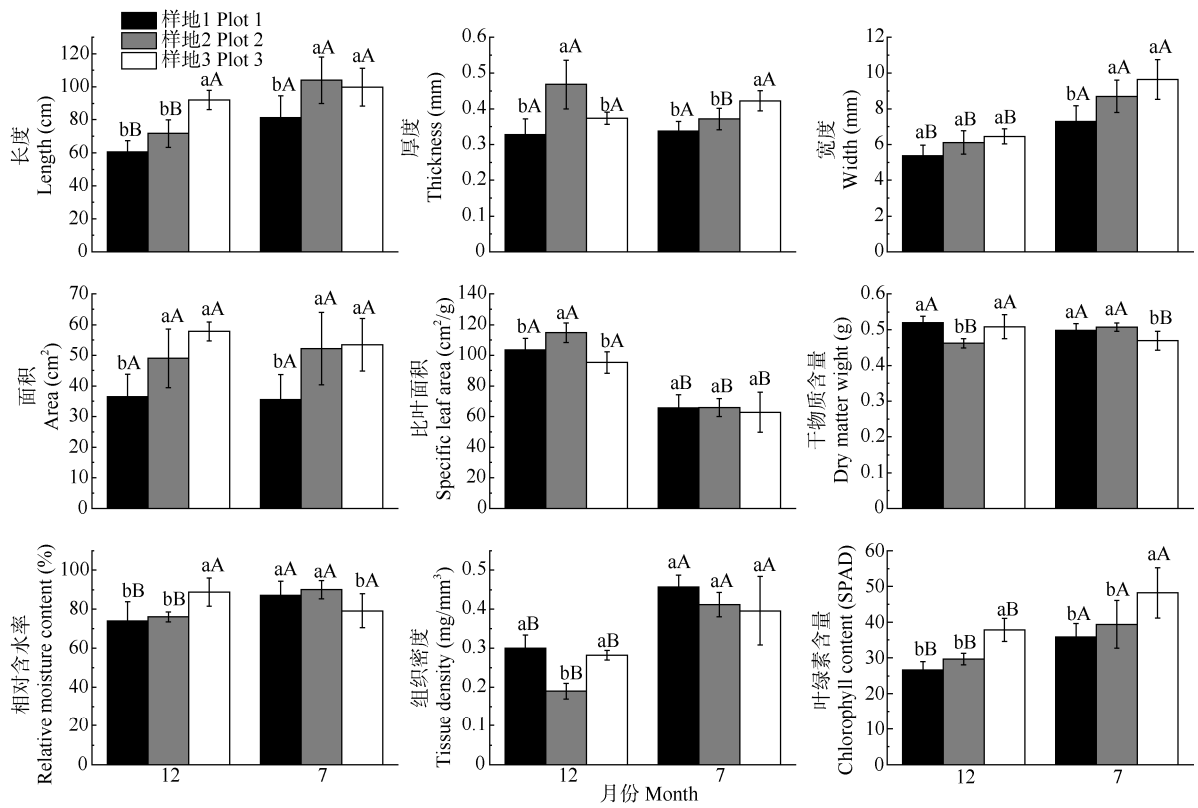 样地1 Plot 1
样地2 Plot 2
样地3 Plot 3
长度
Length (cm)
120
100
80
60
40
20
0
bB
bB
aA
bA
aA
aA
厚度
Thickness (mm)
0.6
0.5
0.4
0.3
0.2
0.1
0
bA
aA
bA
bA
bB
aA
宽度
Width (mm)
12
10
8
6
4
2
0
aB
aB
aB
bA
aA
aA
面积
Area (cm²)
70
60
50
40
30
20
10
0
bA
aA
aA
bA
aA
aA
比叶面积
Specific leaf area (cm²/g)
140
120
100
80
60
40
20
0
bA
aA
bA
aB
aB
aB
干物质含量
Dry matter wight (g)
0.6
0.5
0.4
0.3
0.2
0.1
0
aA
bB
aA
aA
aA
bB
相对含水率
Relative moisture content (%)
100
80
60
40
20
0
bB
bB
aA
aA
aA
bA
12
7
组织密度
Tissue density (mg/mm³)
0.5
0.4
0.3
0.2
0.1
0
aB
bB
aB
aA
aA
aA
12
7
叶绿素含量
Chlorophyll content (SPAD)
60
50
40
30
20
10
0
bB
bB
aB
bA
bA
aA
12
7
月份 Month